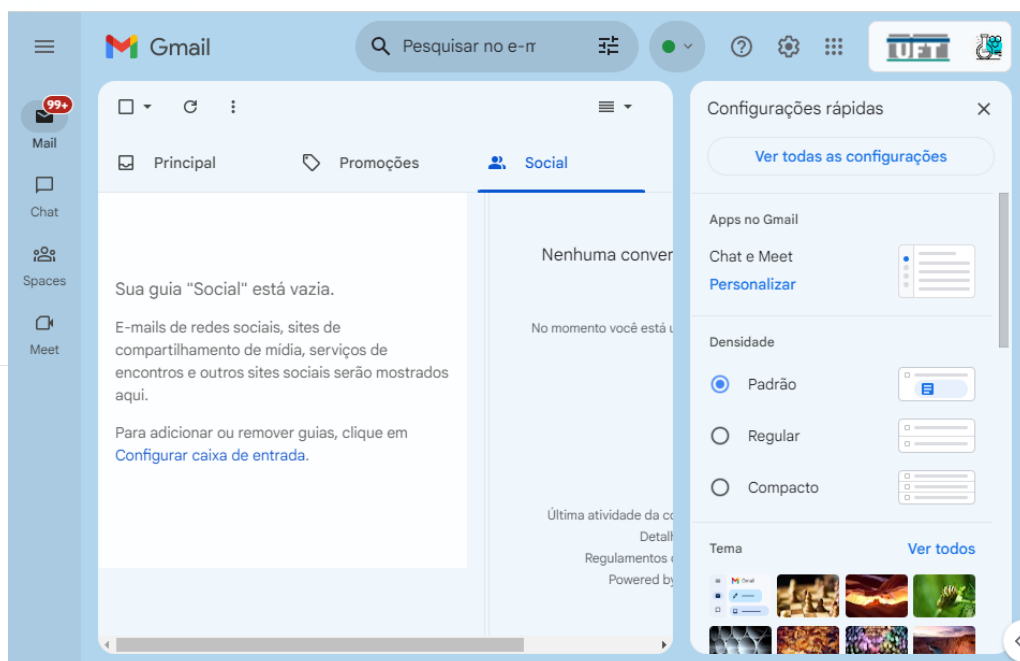 Gmail
Pesquisar no e-m
UFT
99+
Mail
Chat
Spaces
Meet
Principal
Promoções
Social
Sua guia "Social" está vazia.
E-mails de redes sociais, sites de
compartilhamento de mídia, serviços de
encontros e outros sites sociais serão mostrados
aqui.
Para adicionar ou remover guias, clique em
Configurar caixa de entrada.
Nenhuma conver
No momento você está u
Última atividade da co
Detalh
Regulamentos
Powered by
Configurações rápidas
Ver todas as configurações
Apps no Gmail
Chat e Meet
Personalizar
Densidade
Padrão
Regular
Compacto
Tema
Ver todos
Gmail